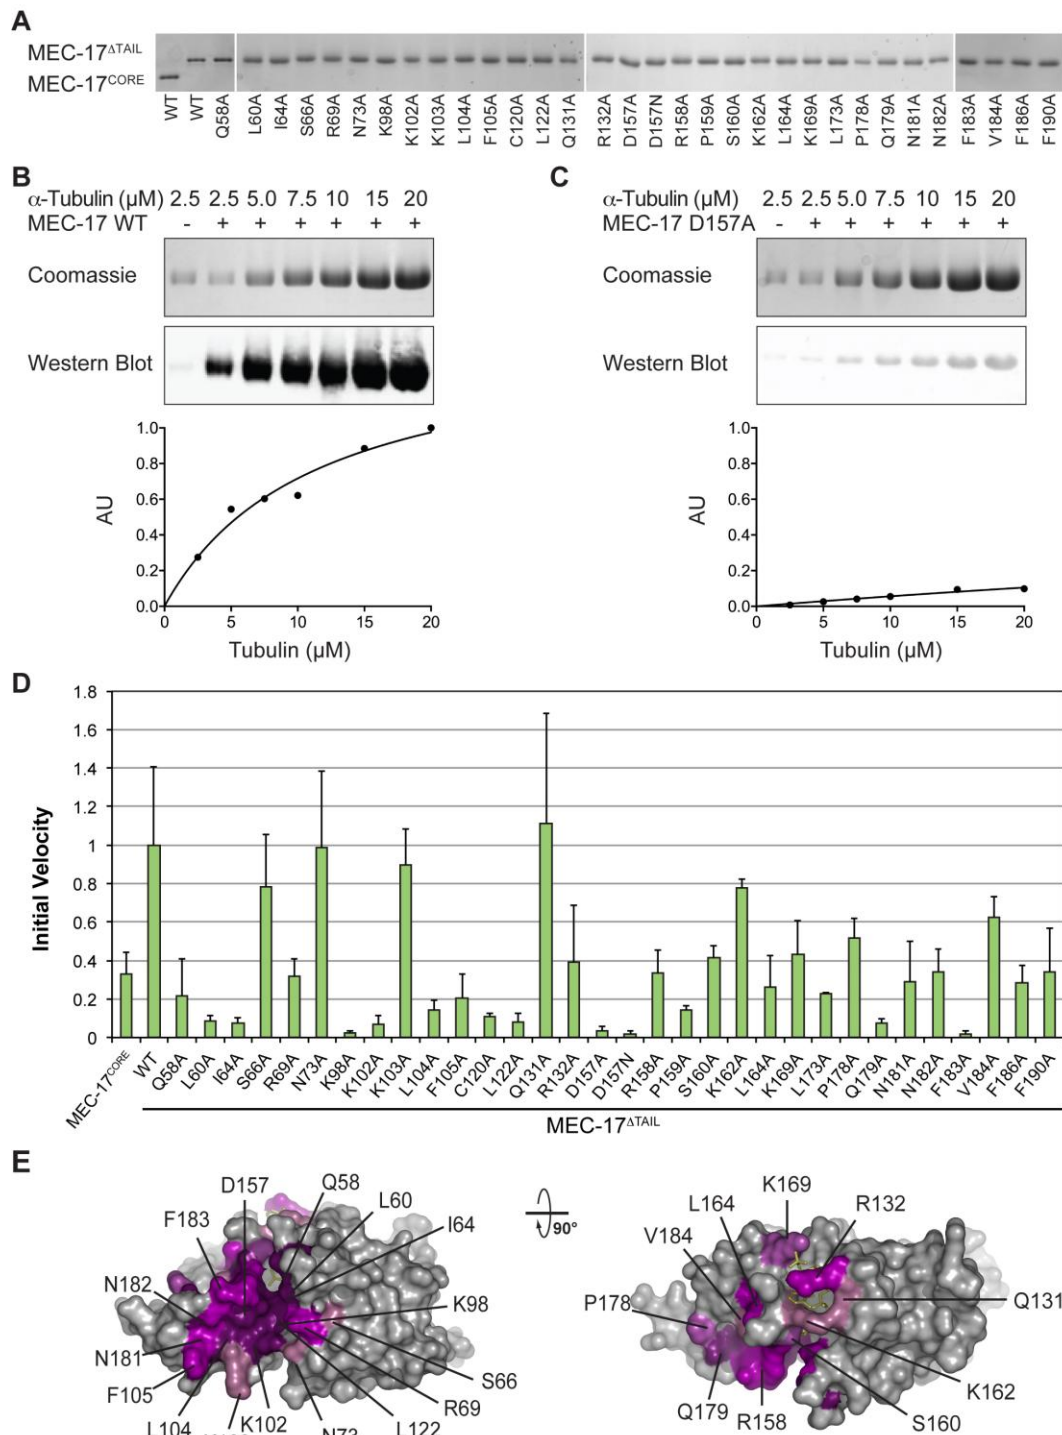 A
MEC-17ΔTAIL
MEC-17CORE
WT WT Q58A L60A I64A S66A R69A N73A K98A K102A K103A L104A F105A C120A L122A Q131A R132A D157A D157N R158A P159A S160A K162A L164A K169A L173A P178A Q179A N181A N182A F183A V184A F186A F190A
B
α-Tubulin (µM) 2.5 2.5 5.0 7.5 10 15 20
MEC-17 WT - + + + + + +
Coomassie
Western Blot
1.0
0.8
0.6
0.4
0.2
0.0
AU
0 5 10 15 20
Tubulin (µM)
C
α-Tubulin (µM) 2.5 2.5 5.0 7.5 10 15 20
MEC-17 D157A - + + + + + +
Coomassie
Western Blot
1.0
0.8
0.6
0.4
0.2
0.0
AU
0 5 10 15 20
Tubulin (µM)
D
1.8
1.6
1.4
1.2
1
0.8
0.6
0.4
0.2
0
Initial Velocity
MEC-17CORE WT Q58A L60A I64A S66A R69A N73A K98A K102A K103A L104A F105A C120A L122A Q131A R132A D157A D157N R158A P159A S160A K162A L164A K169A L173A P178A Q179A N181A N182A F183A V184A F186A F190A
MEC-17ΔTAIL
E
D157
Q58
L60
F183
I64
N182
K98
N181
S66
F105
R69
L104
K102
N73
L122
90°
K169
L164
R132
V184
P178
Q131
K162
Q179
R158
S160